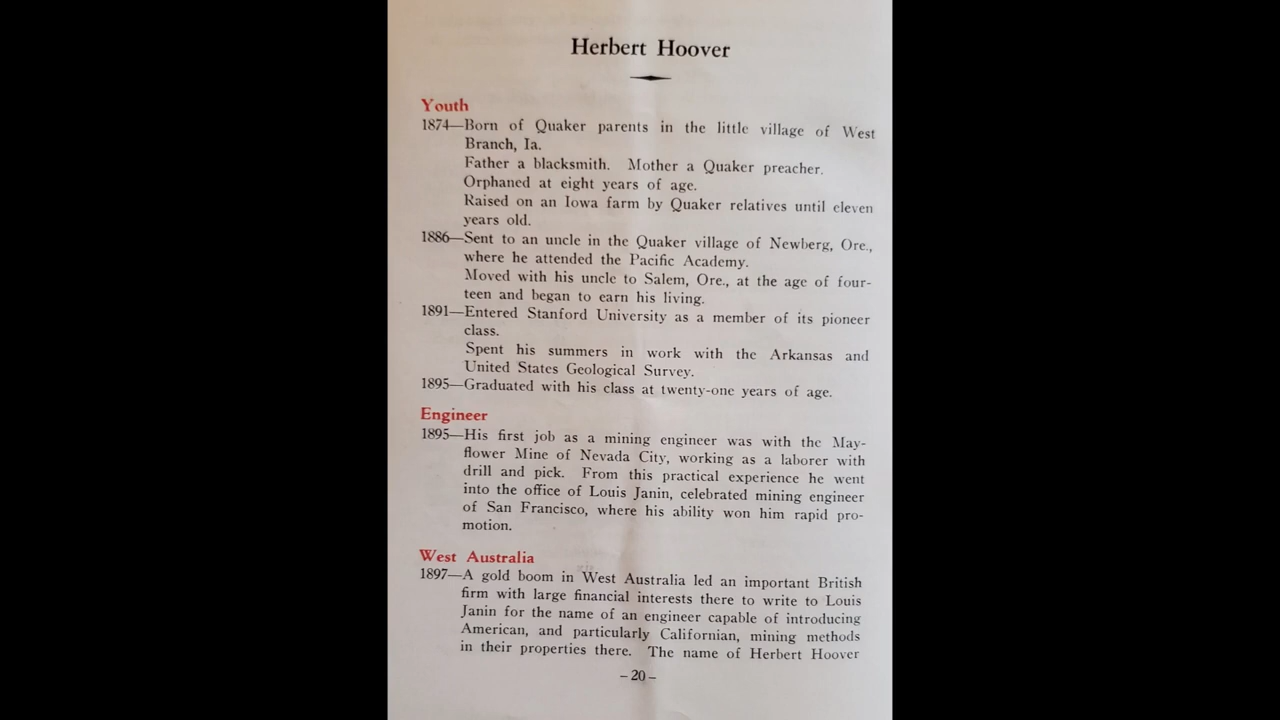 Herbert Hoover
Youth
1874—Born of Quaker parents in the little village of West
Branch, Ia.
Father a blacksmith. Mother a Quaker preacher.
Orphaned at eight years of age.
Raised on an Iowa farm by Quaker relatives until eleven
years old.
1886—Sent to an uncle in the Quaker village of Newberg, Ore.,
where he attended the Pacific Academy.
Moved with his uncle to Salem, Ore., at the age of four-
teen and began to earn his living.
1891—Entered Stanford University as a member of its pioneer
class.
Spent his summers in work with the Arkansas and
United States Geological Survey.
1895—Graduated with his class at twenty-one years of age.
Engineer
1895—His first job as a mining engineer was with the May-
flower Mine of Nevada City, working as a laborer with
drill and pick. From this practical experience he went
into the office of Louis Janin, celebrated mining engineer
of San Francisco, where his ability won him rapid pro-
motion.
West Australia
1897—A gold boom in West Australia led an important British
firm with large financial interests there to write to Louis
Janin for the name of an engineer capable of introducing
American, and particularly Californian, mining methods
in their properties there. The name of Herbert Hoover
– 20 –